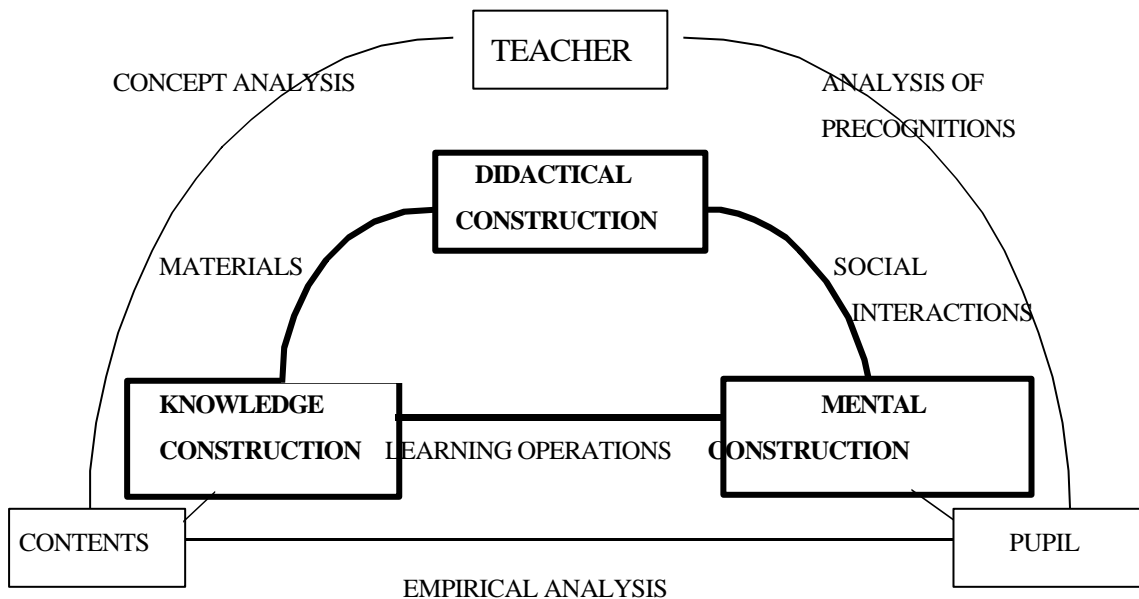 TEACHER
CONCEPT ANALYSIS
ANALYSIS OF
PRECOGNITIONS
DIDACTICAL
CONSTRUCTION
MATERIALS
SOCIAL
INTERACTIONS
KNOWLEDGE
CONSTRUCTION
LEARNING OPERATIONS
MENTAL
CONSTRUCTION
CONTENTS
PUPIL
EMPIRICAL ANALYSIS